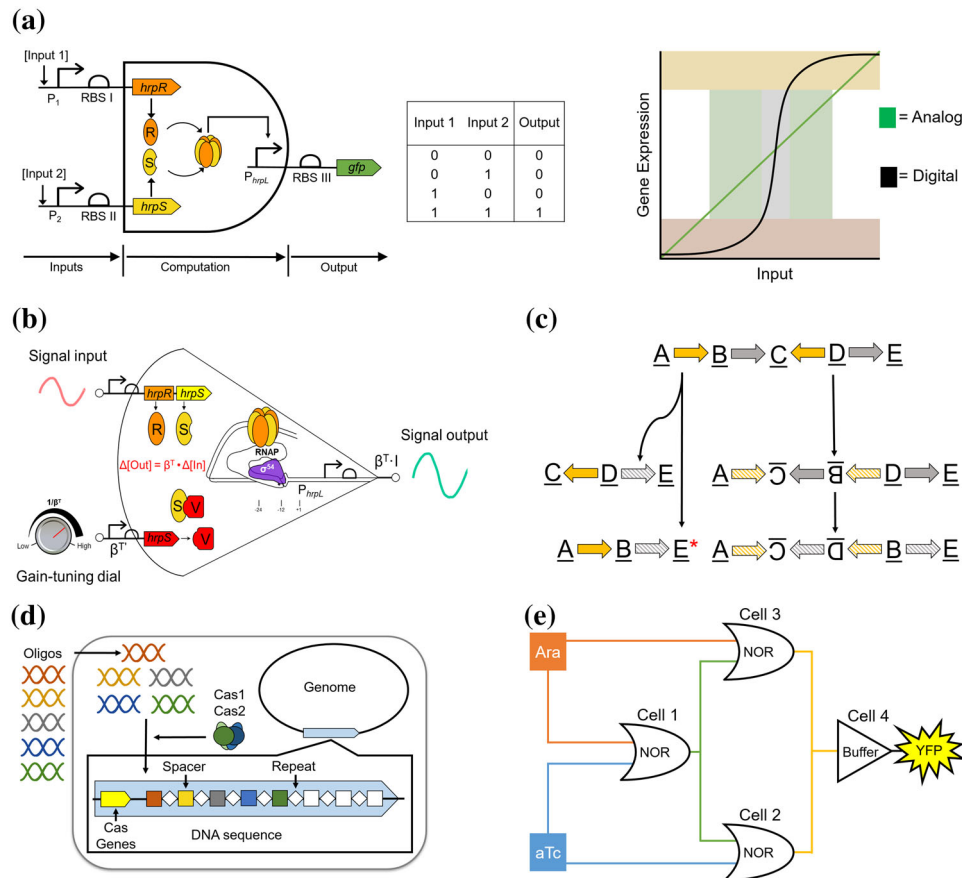 (a)
[Input 1]
P1
RBS I
hrpR
R
S
[Input 2]
P2
RBS II
hrpS
PhrpL
RBS III
gfp
Inputs
Computation
Output
Input 1 Input 2 Output
0 0 0
0 1 0
1 0 0
1 1 1
Gene Expression
Input
= Analog
= Digital
(b)
Signal input
hrpR hrpS
R S
Δ[Out] = βᵀ • Δ[In]
RNAP
σ54
PhrpL
-24 -12 +1
βᵀ· I
Signal output
S V
1/βᵀ
Low High
βᵀ'
hrpS
V
Gain-tuning dial
(c)
A B C D E
C D E
A C B D E
A B E*
A C D B E
(d)
Oligos
Cas1
Cas2
Genome
Spacer
Repeat
Cas
Genes
DNA sequence
(e)
Ara
aTc
Cell 1
NOR
Cell 3
NOR
Cell 2
NOR
Cell 4
Buffer
YFP